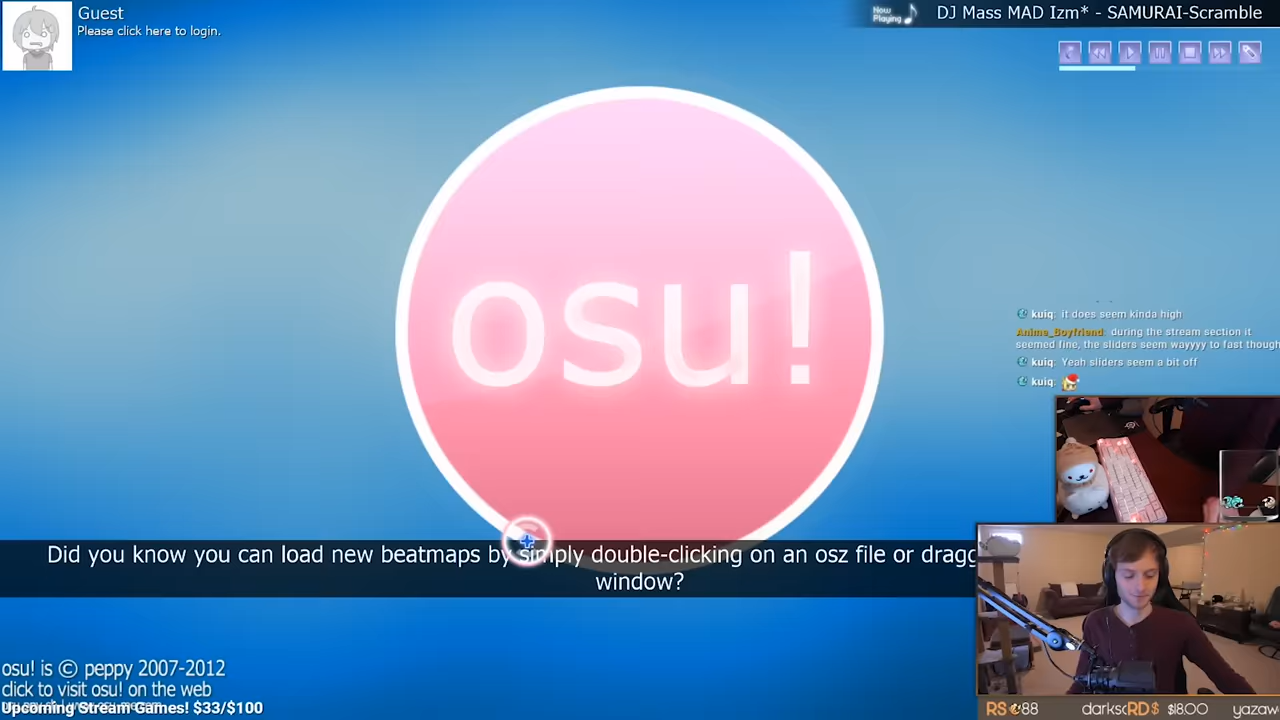 Guest
Please click here to login.
Now Playing
DJ Mass MAD Izm* - SAMURAI-Scramble
osu!
kuiq: it does seem kinda high
Anime_Boyfriend: during the stream section it
seemed fine, the sliders seem wayyyy to fast though
kuiq: Yeah sliders seem a bit off
kuiq:
Did you know you can load new beatmaps by simply double-clicking on an osz file or dragg
window?
osu! is © peppy 2007-2012
click to visit osu! on the web
Upcoming Stream Games! $33/$100
RS 88 darksc RD$ $18.00 yazaw